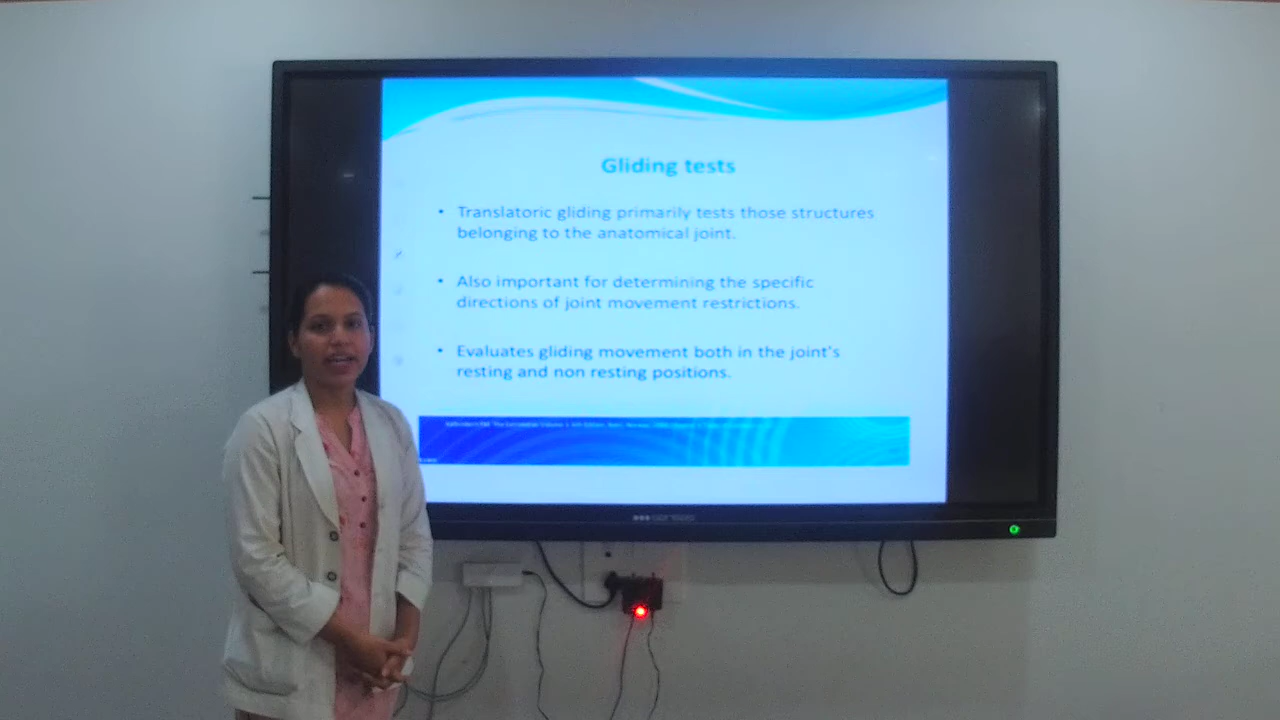 Gliding tests
• Translatoric gliding primarily tests those structures
belonging to the anatomical joint.
• Also important for determining the specific
directions of joint movement restrictions.
• Evaluates gliding movement both in the joint's
resting and non resting positions.